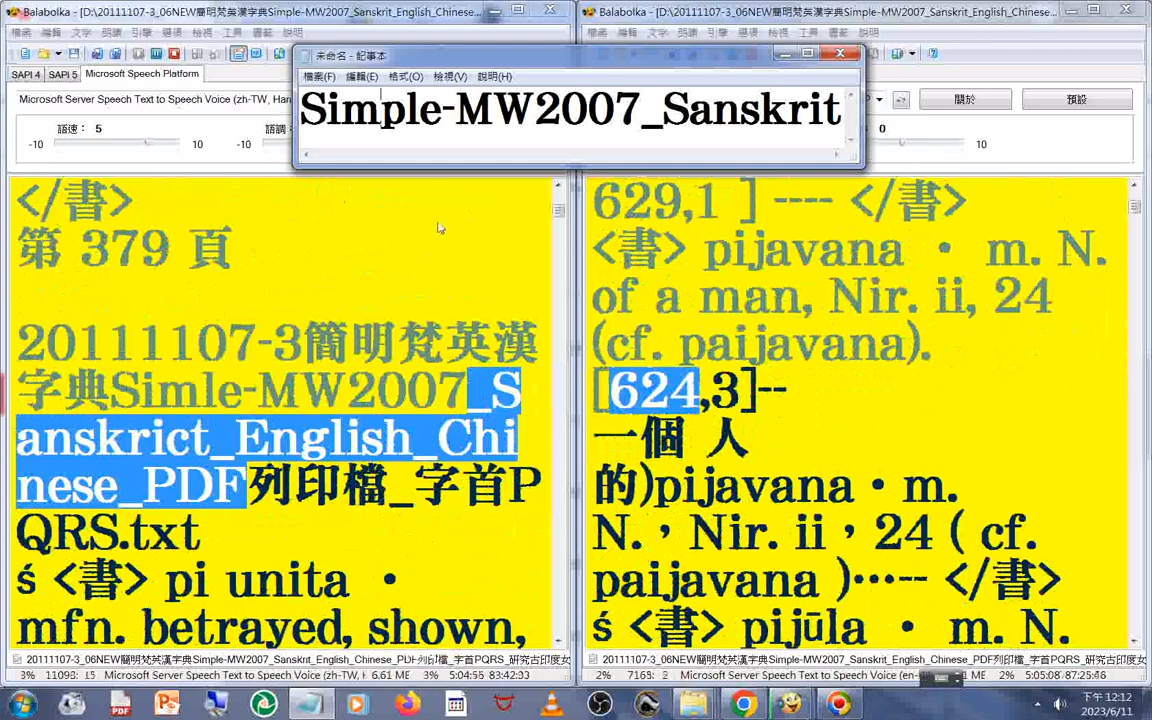 Balabolka - [D:\20111107-3_06NEW簡明梵英漢字典Simple-MW2007_Sanskrit_English_Chinese...
Balabolka - [D:\20111107-3_06NEW簡明梵英漢字典Simple-MW2007_Sanskrit_English_Chinese...
未命名 - 記事本
檔案(F) 編輯(E) 格式(O) 檢視(V) 說明(H)
Simple-MW2007_Sanskrit
SAPI 4 SAPI 5 Microsoft Speech Platform
Microsoft Server Speech Text to Speech Voice (zh-TW, Han
關於 預設
語速： 5
-10 10 -10
0
10
</書>
第 379 頁
20111107-3簡明梵英漢
字典Simle-MW2007_S
anskrict_English_Chi
nese_PDF列印檔_字首P
QRS.txt
ś <書> pi unita •
mfn. betrayed, shown,
629,1 ] ---- </書>
<書> pijavana • m. N.
of a man, Nir. ii, 24
(cf. paijavana).
[624,3]--
一個 人
的)pijavana•m.
N.，Nir. ii，24 ( cf.
paijavana )…-- </書>
ś <書> pijūla • m. N.
20111107-3_06NEW簡明梵英漢字典Simple-MW2007_Sanskrit_English_Chinese_PDF列印檔_字首PQRS_研究古印度女
20111107-3_06NEW簡明梵英漢字典Simple-MW2007_Sanskrit_English_Chinese_PDF列印檔_字首PQRS_研究古印度女
3% 11098: 15 Microsoft Server Speech Text to Speech Voice (zh-TW, H 6.61 ME 3% 5:04:55 83:42:33
2% 7165: 2 Microsoft Server Speech Text to Speech Voice 2% 5:05:08
下午 12:12
2023/6/11